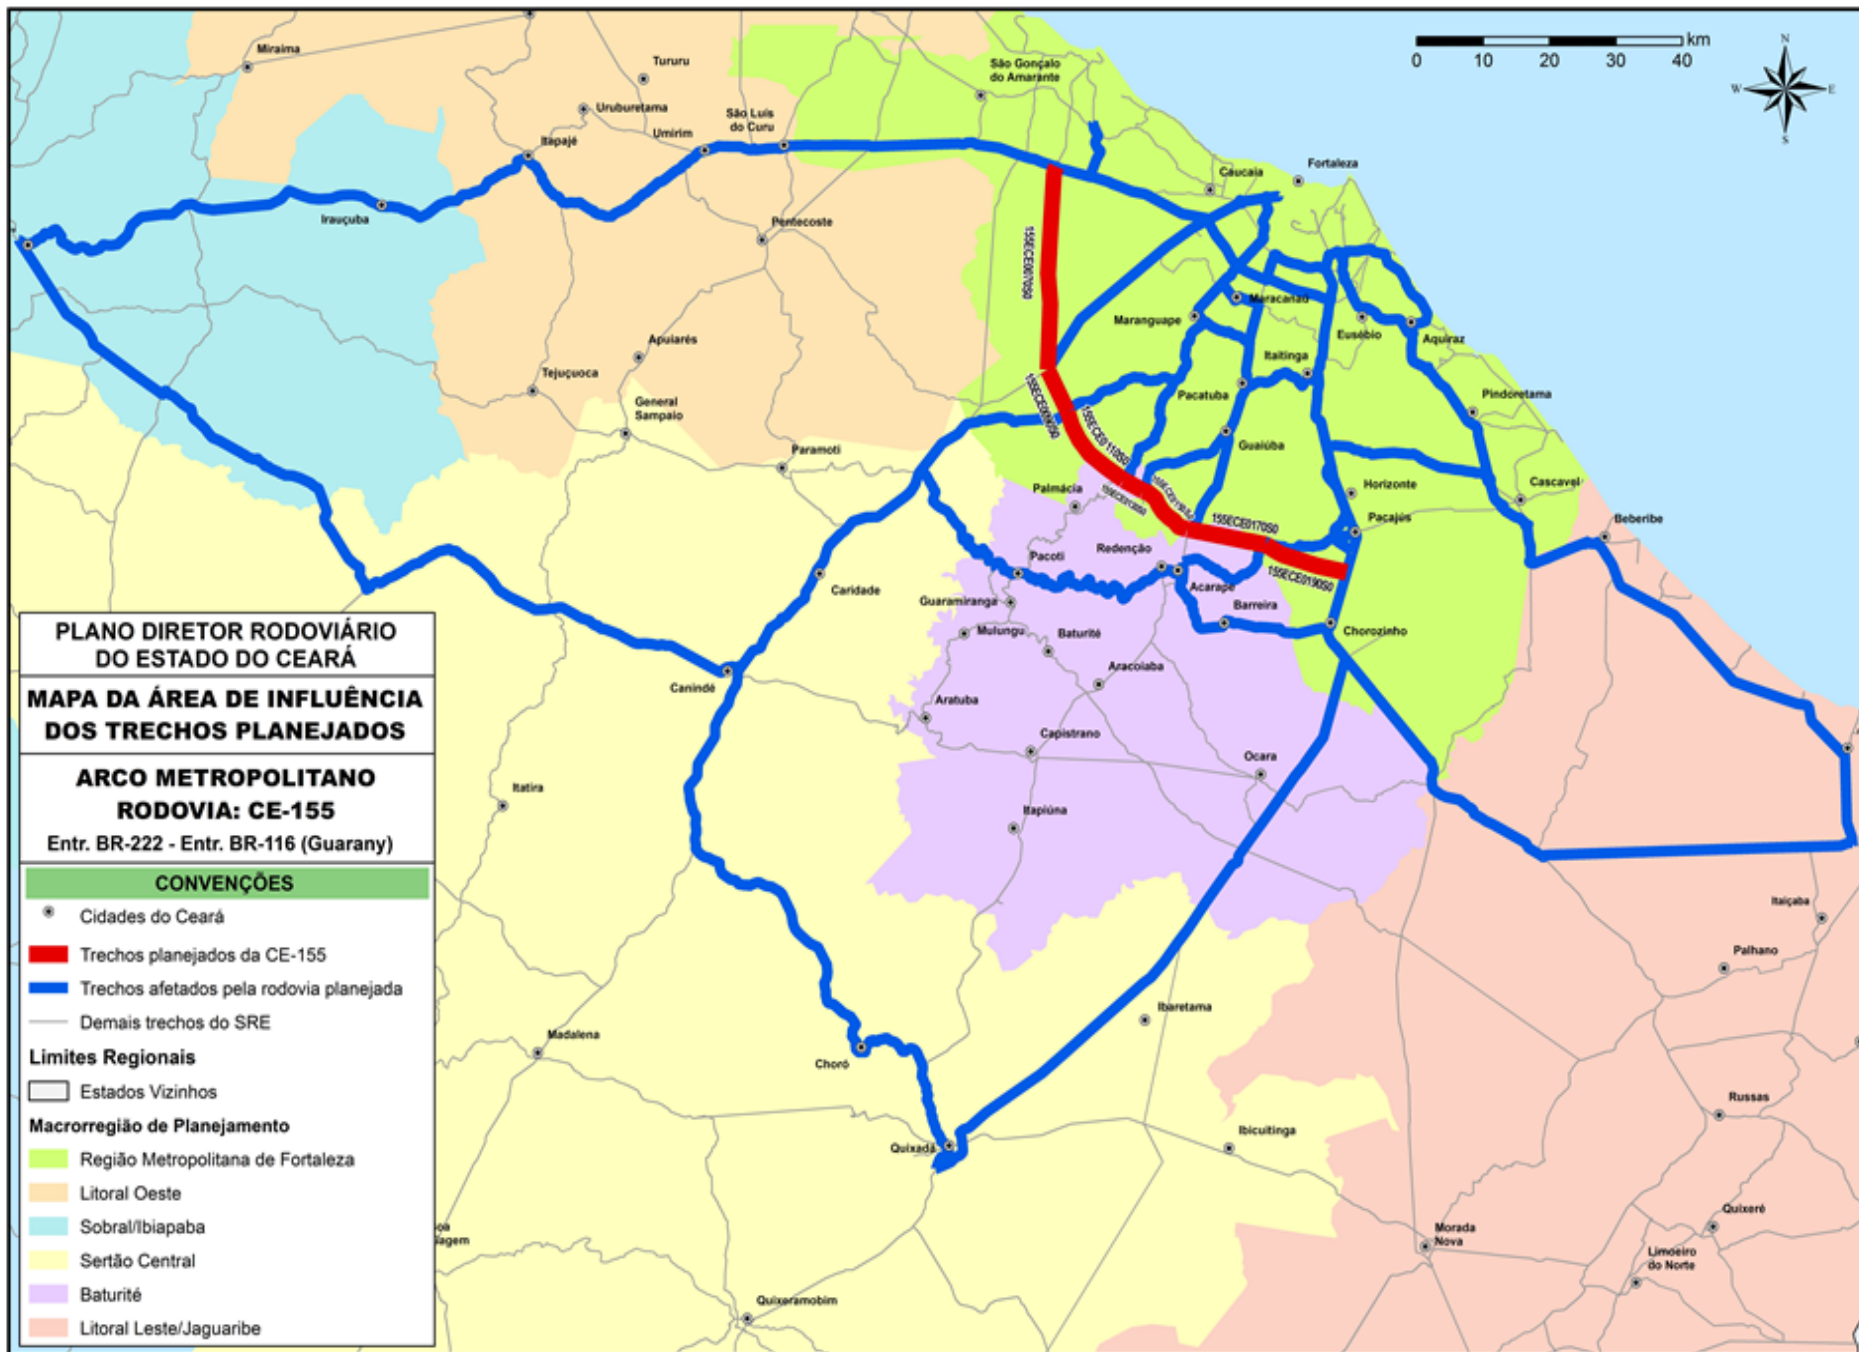 Miraima
Tururu
Uruburetama
São Luís
do Curu
Umirim
Itapajé
São Gonçalo
do Amarante
km
0 10 20 30 40
N
W E
S
Fortaleza
Caucaia
Irauçuba
Pentecoste
155ECE0070S0
Maracanaú
Maranguape
Eusébio
Aquiraz
Itaitinga
Apuiarés
Tejuçuoca
General
Sampaio
Paramoti
155ECE0090S0
155ECE0110S0
Pacatuba
Guaiúba
Pindoretama
Horizonte
Cascavel
Pacajús
Beberibe
Palmácia
155ECE0170S0
155ECE0190S0
Redenção
Pacoti
Acarape
Caridade
Guaramiranga
Barreira
Chorozinho
Mulungu
Baturité
Aracoiaba
Canindé
Aratuba
Capistrano
Ocara
Itatira
Itapiúna
Itaiçaba
Palhano
Ibaretama
Madalena
Choró
Russas
Quixadá
Ibicuitinga
Quixeré
Morada
Nova
Limoeiro
do Norte
Quixeramobim
PLANO DIRETOR RODOVIÁRIO
DO ESTADO DO CEARÁ
MAPA DA ÁREA DE INFLUÊNCIA
DOS TRECHOS PLANEJADOS
ARCO METROPOLITANO
RODOVIA: CE-155
Entr. BR-222 - Entr. BR-116 (Guarany)
CONVENÇÕES
Cidades do Ceará
Trechos planejados da CE-155
Trechos afetados pela rodovia planejada
Demais trechos do SRE
Limites Regionais
Estados Vizinhos
Macrorregião de Planejamento
Região Metropolitana de Fortaleza
Litoral Oeste
Sobral/Ibiapaba
Sertão Central
Baturité
Litoral Leste/Jaguaribe